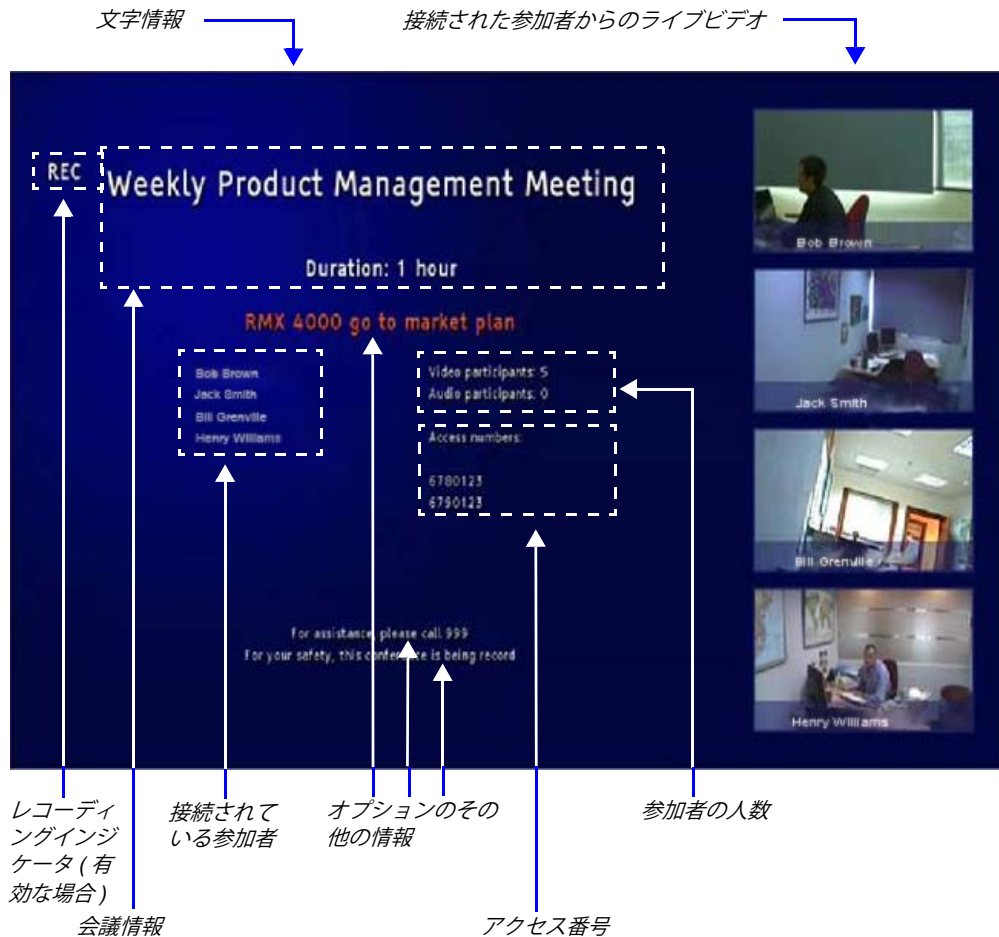 文字情報
接続された参加者からのライブビデオ
REC
Weekly Product Management Meeting
Duration: 1 hour
RMX 4000 go to market plan
Bob Brown
Jack Smith
Bill Grenville
Henry Williams
Video participants: 5
Audio participants: 0
Access numbers:
6780123
6790123
For assistance, please call 999
For your safety, this conference is being record
Bob Brown
Jack Smith
Bill Grenville
Henry Williams
レコーディ
ングインジ
ケータ ( 有
効な場合 )
接続されて
いる参加者
オプションのその
他の情報
参加者の人数
会議情報
アクセス番号